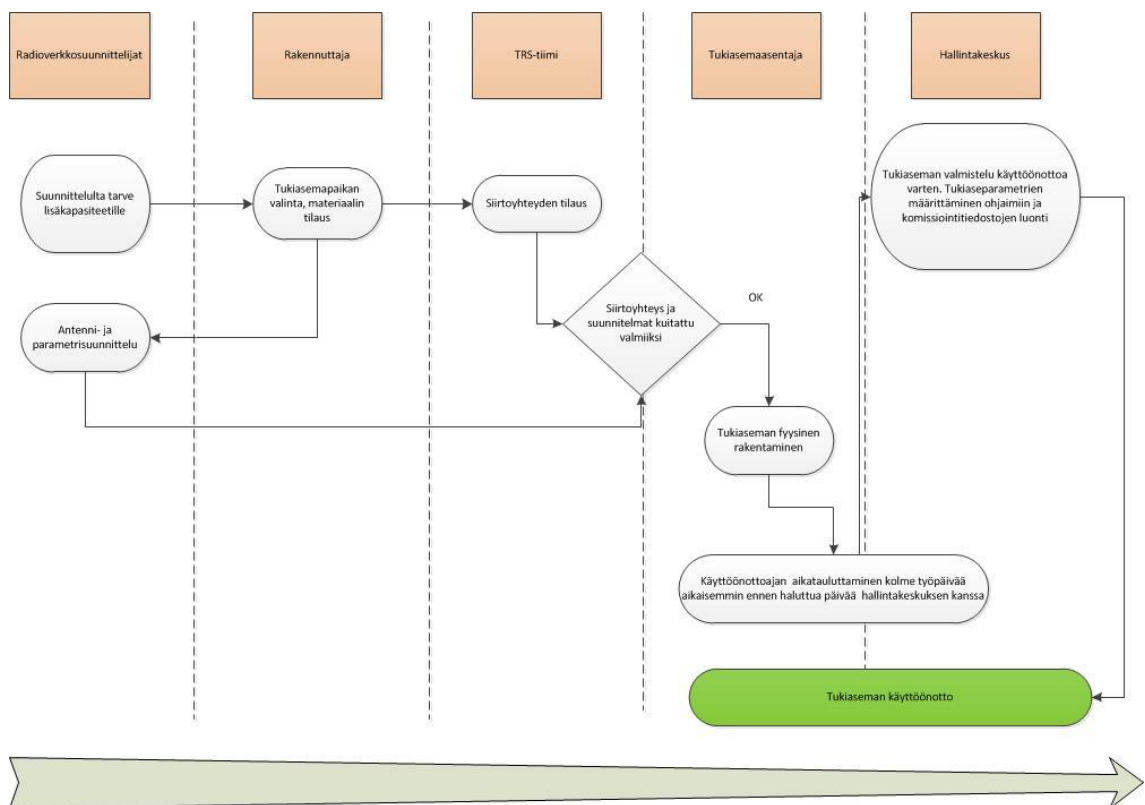 Radioverkkosuunnittelijat
Rakennuttaja
TRS-tiimi
Tukiasemaasentaja
Hallintakeskus
Suunnittelulta tarve
lisäkapasiteetille
Tukiasemapaikan
valinta, materiaalin
tilaus
Siirtoyhteyden tilaus
Tukiaseman valmistelu käyttöönottoa
varten. Tukiaseparametrien
määrittäminen ohjaimiin ja
komissiointitiedostojen luonti
Antenni- ja
parametrisuunnittelu
Siirtoyhteys ja
suunnitelmat kuitattu
valmiiksi
OK
Tukiaseman fyysinen
rakentaminen
Käyttöönottoajan aikatauluttaminen kolme työpäivää
aikaisemmin ennen haluttua päivää hallintakeskuksen kanssa
Tukiaseman käyttöönotto